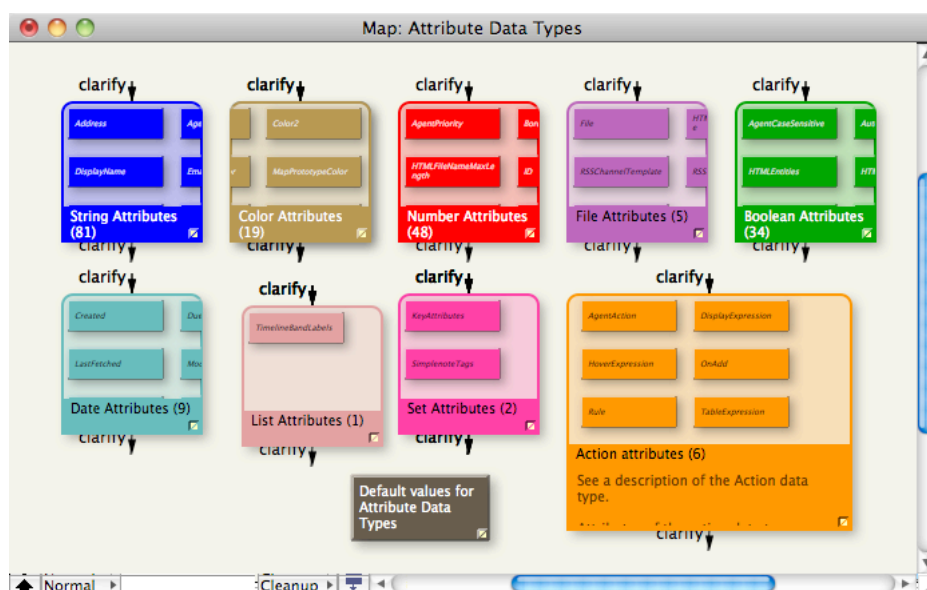 Map: Attribute Data Types
clarify
clarify
clarify
clarify
clarify
Address
DisplayName
String Attributes
(81)
Color2
MapPrototypeColor
Color Attributes
(19)
AgentPriority
HTMLFileNameMaxLe
ngth
ID
Number Attributes
(48)
File
RSSChannelTemplate
RSS
File Attributes (5)
AgentCaseSensitive
HTMLEntities
Boolean Attributes
(34)
clarify
clarify
clarify
clarify
clarify
clarify
clarify
clarify
clarify
Created
Due
LastFetched
Date Attributes (9)
TimelineBandLabels
List Attributes (1)
KeyAttributes
SimplenoteTags
Set Attributes (2)
AgentAction
DisplayExpression
HoverExpression
OnAdd
Rule
TableExpression
Action attributes (6)
See a description of the Action data
type.
clarify
clarify
clarify
clarify
Default values for
Attribute Data
Types
Normal
Cleanup